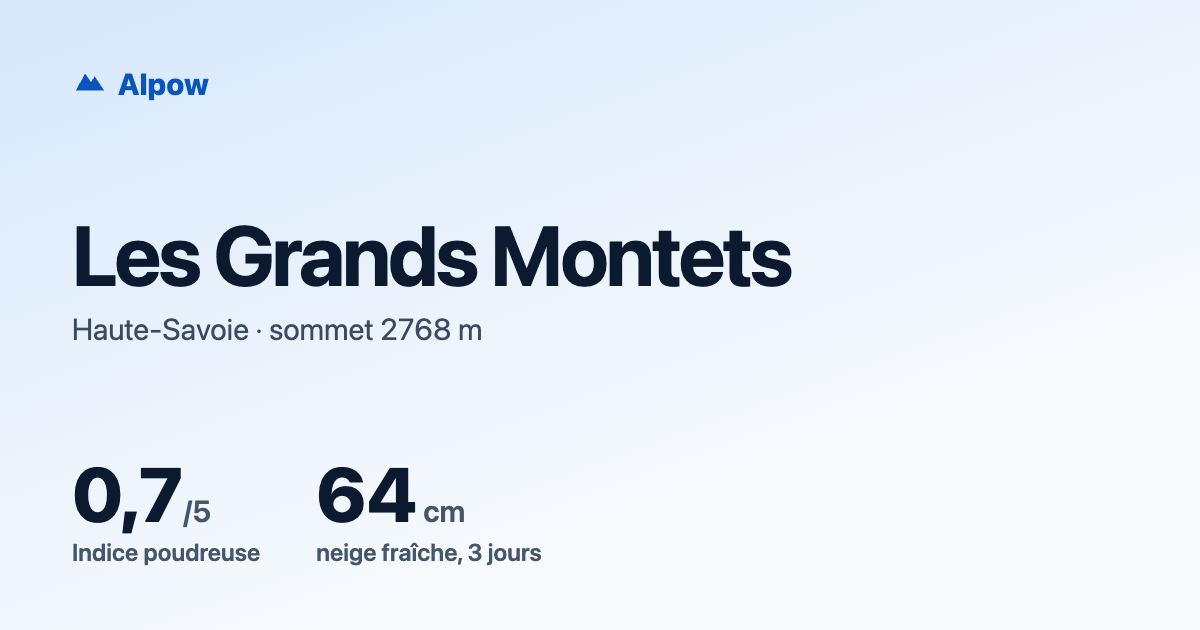 Alpow
Les Grands Montets
Haute-Savoie · sommet 2768 m
0,7/5 64 cm
Indice poudreuse neige fraîche, 3 jours